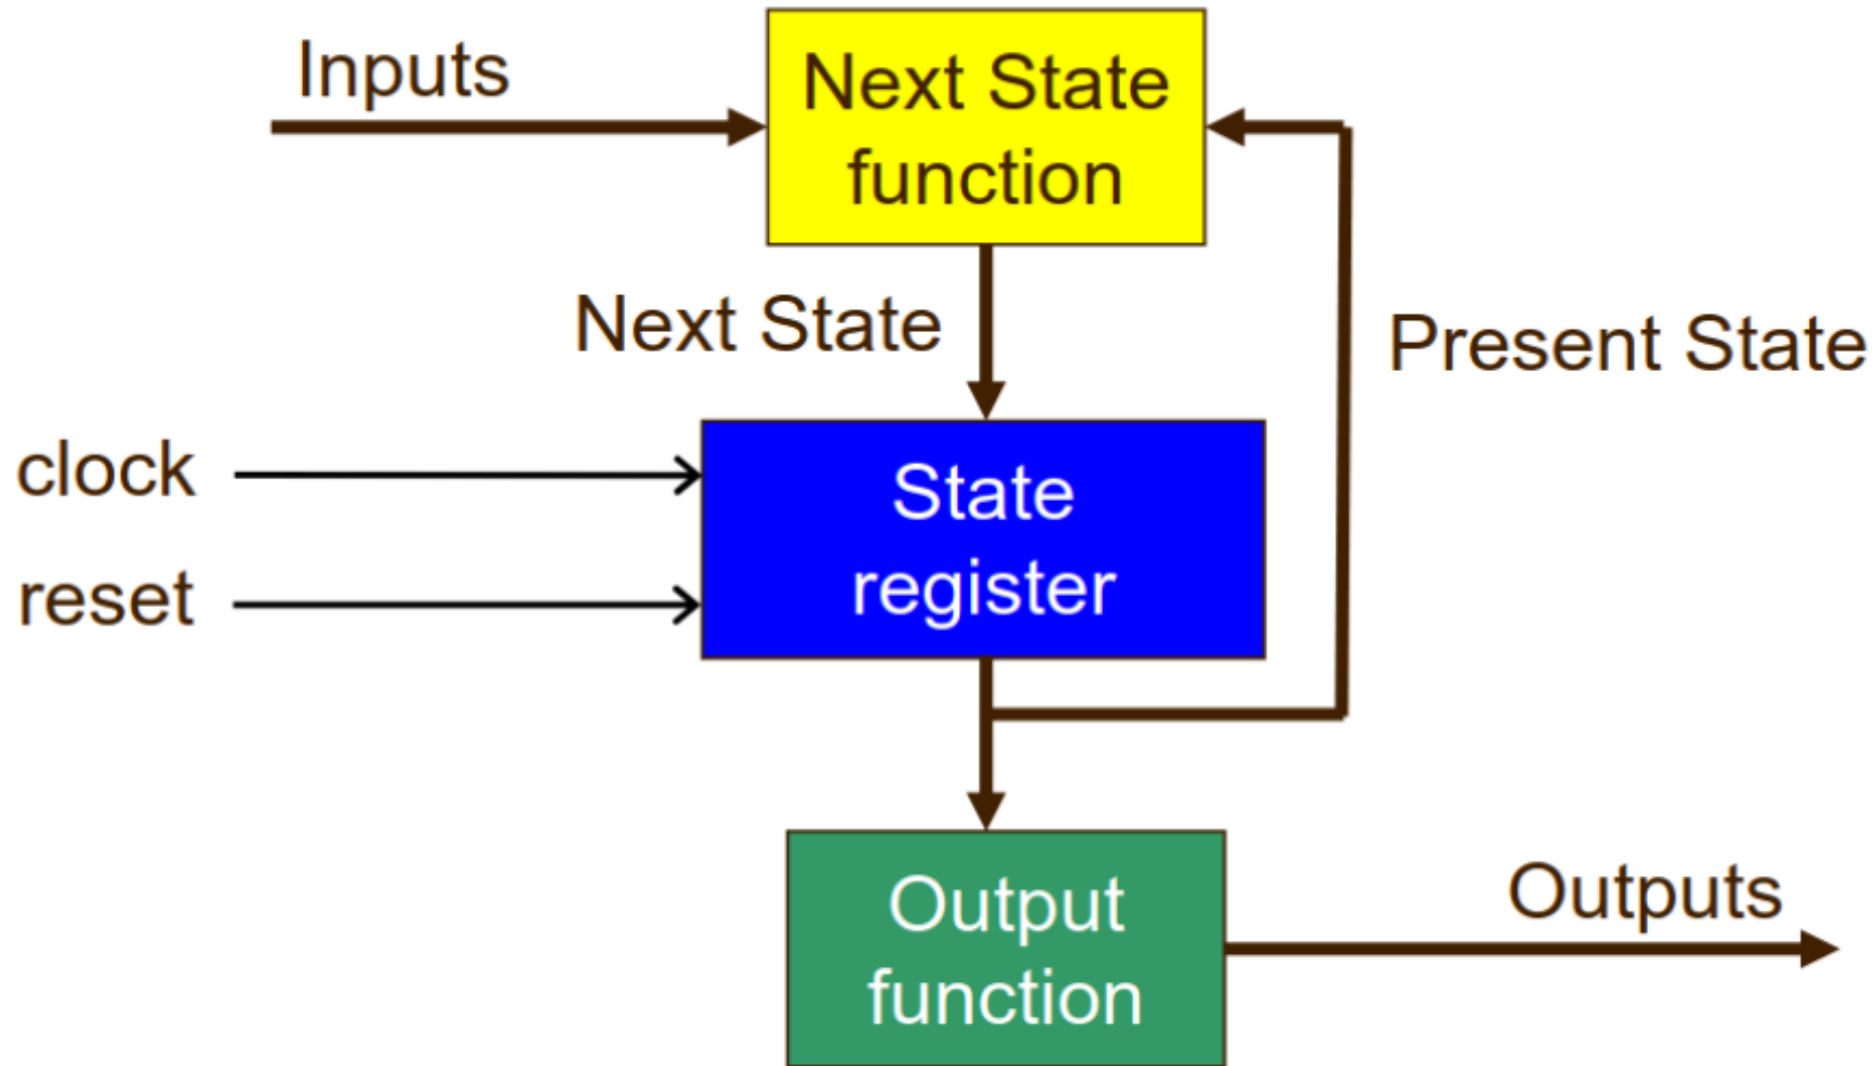 Inputs
Next State
function
Next State
Present State
clock
State
register
reset
Output
function
Outputs